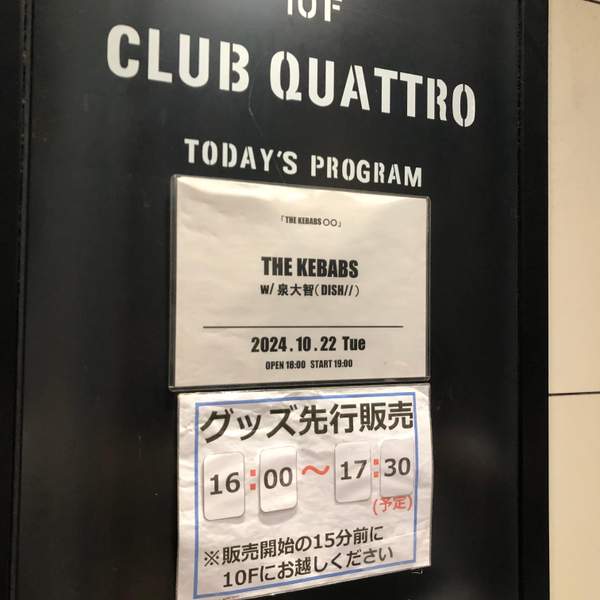 10F
CLUB QUATTRO
TODAY'S PROGRAM
「THE KEBABS 〇〇」
THE KEBABS
w/ 泉大智(DISH//)
2024.10.22 Tue
OPEN 18:00 START 19:00
グッズ先行販売
16:00～17:30
(予定)
※販売開始の15分前に
10Fにお越しください